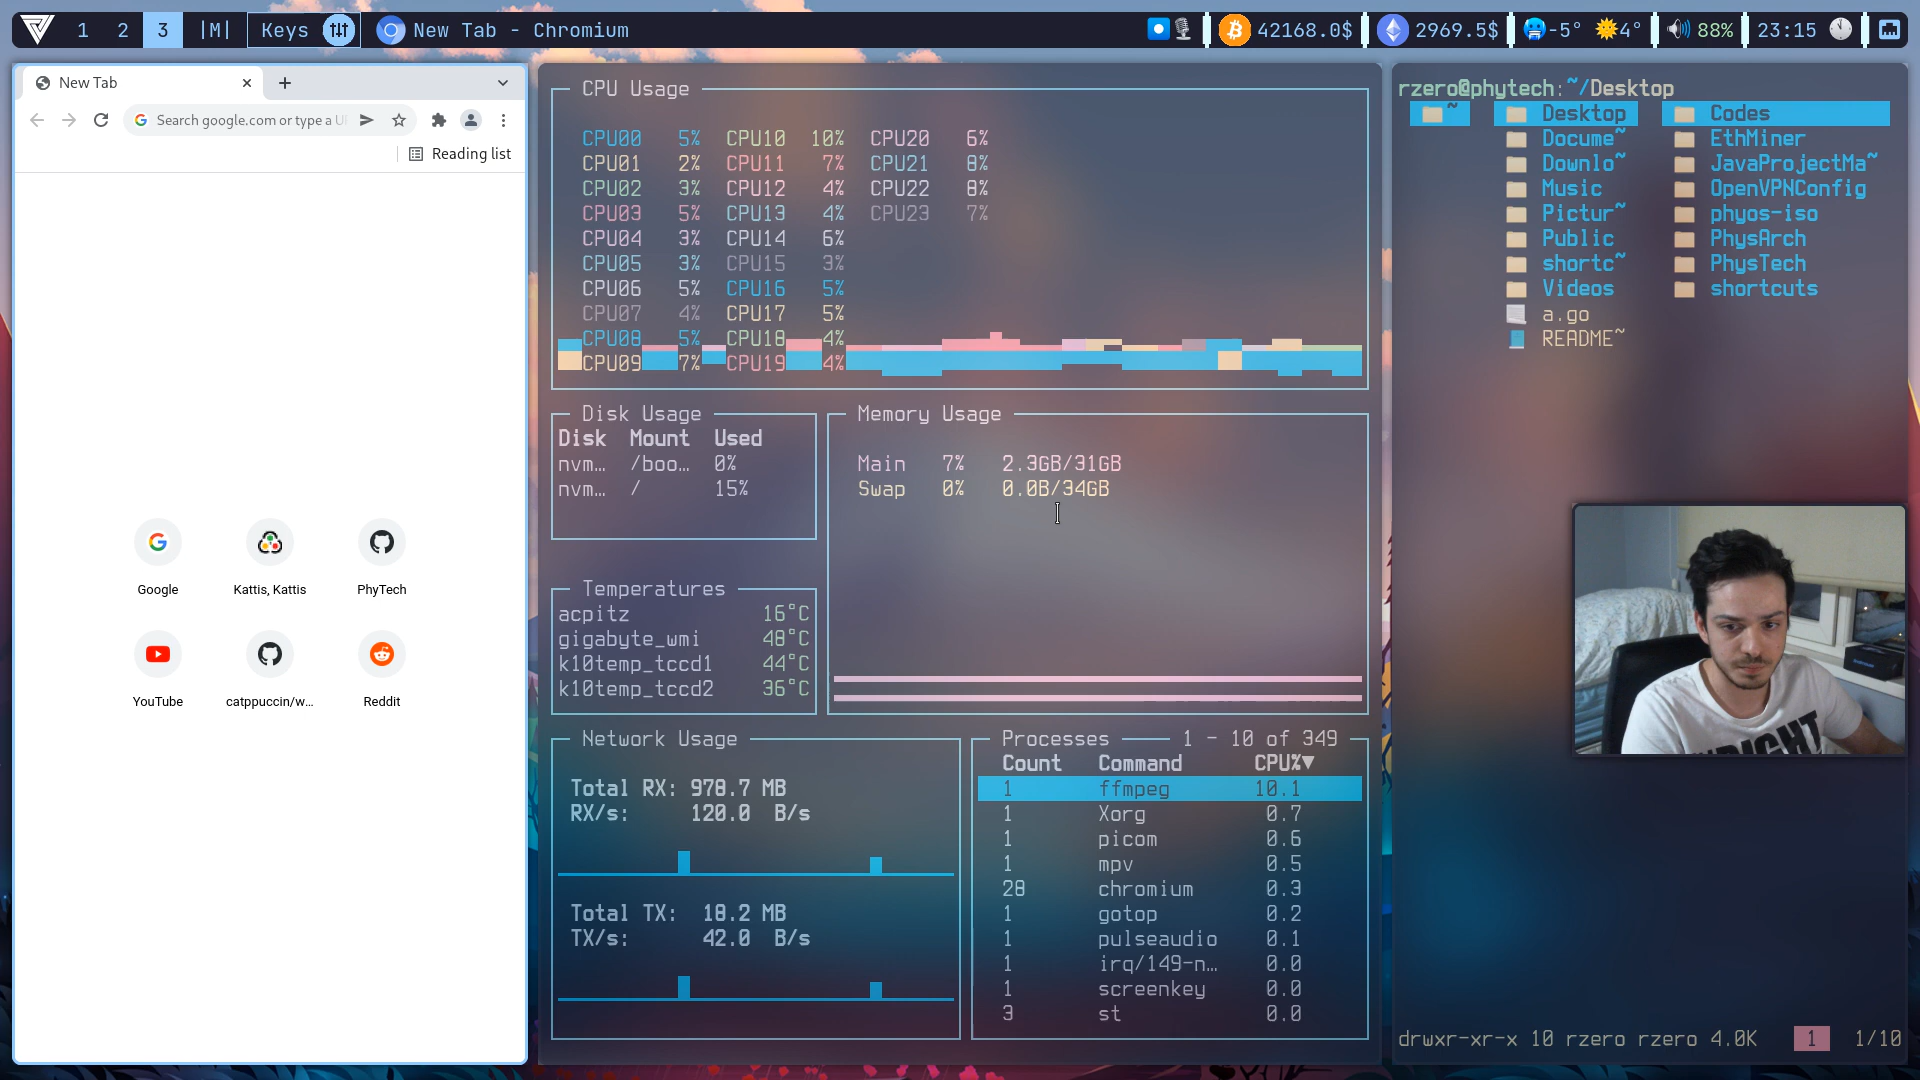 1 2 3 |M| Keys New Tab - Chromium 42168.0$ 2969.5$ -5° 4° 88% 23:15
New Tab
Search google.com or type a U
Reading list
Google
Kattis, Kattis
PhyTech
YouTube
catppuccin/w...
Reddit
CPU Usage
CPU00 5% CPU10 10% CPU20 6%
CPU01 2% CPU11 7% CPU21 8%
CPU02 3% CPU12 4% CPU22 8%
CPU03 5% CPU13 4% CPU23 7%
CPU04 3% CPU14 6%
CPU05 3% CPU15 3%
CPU06 5% CPU16 5%
CPU07 4% CPU17 5%
CPU08 5% CPU18 4%
CPU09 7% CPU19 4%
Disk Usage
Disk Mount Used
nvm… /boo… 0%
nvm… / 15%
Memory Usage
Main 7% 2.3GB/31GB
Swap 0% 0.0B/34GB
Temperatures
acpitz 16°C
gigabyte_wmi 48°C
k10temp_tccd1 44°C
k10temp_tccd2 36°C
Network Usage
Total RX: 978.7 MB
RX/s: 120.0 B/s
Total TX: 18.2 MB
TX/s: 42.0 B/s
Processes 1 - 10 of 349
Count Command CPU%▼
1 ffmpeg 10.1
1 Xorg 0.7
1 picom 0.6
1 mpv 0.5
28 chromium 0.3
1 gotop 0.2
1 pulseaudio 0.1
1 irq/149-n… 0.0
1 screenkey 0.0
3 st 0.0
rzero@phytech:~/Desktop
~ Desktop Codes
Docume~ EthMiner
Downlo~ JavaProjectMa~
Music OpenVPNConfig
Pictur~ phyos-iso
Public PhysArch
shortc~ PhysTech
Videos shortcuts
a.go
README~
drwxr-xr-x 10 rzero rzero 4.0K 1 1/10